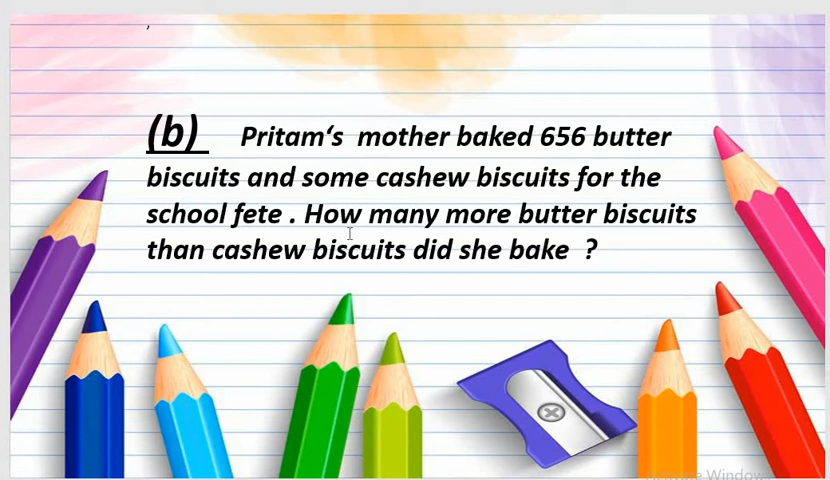 (b) Pritam‘s mother baked 656 butter
biscuits and some cashew biscuits for the
school fete . How many more butter biscuits
than cashew biscuits did she bake ?